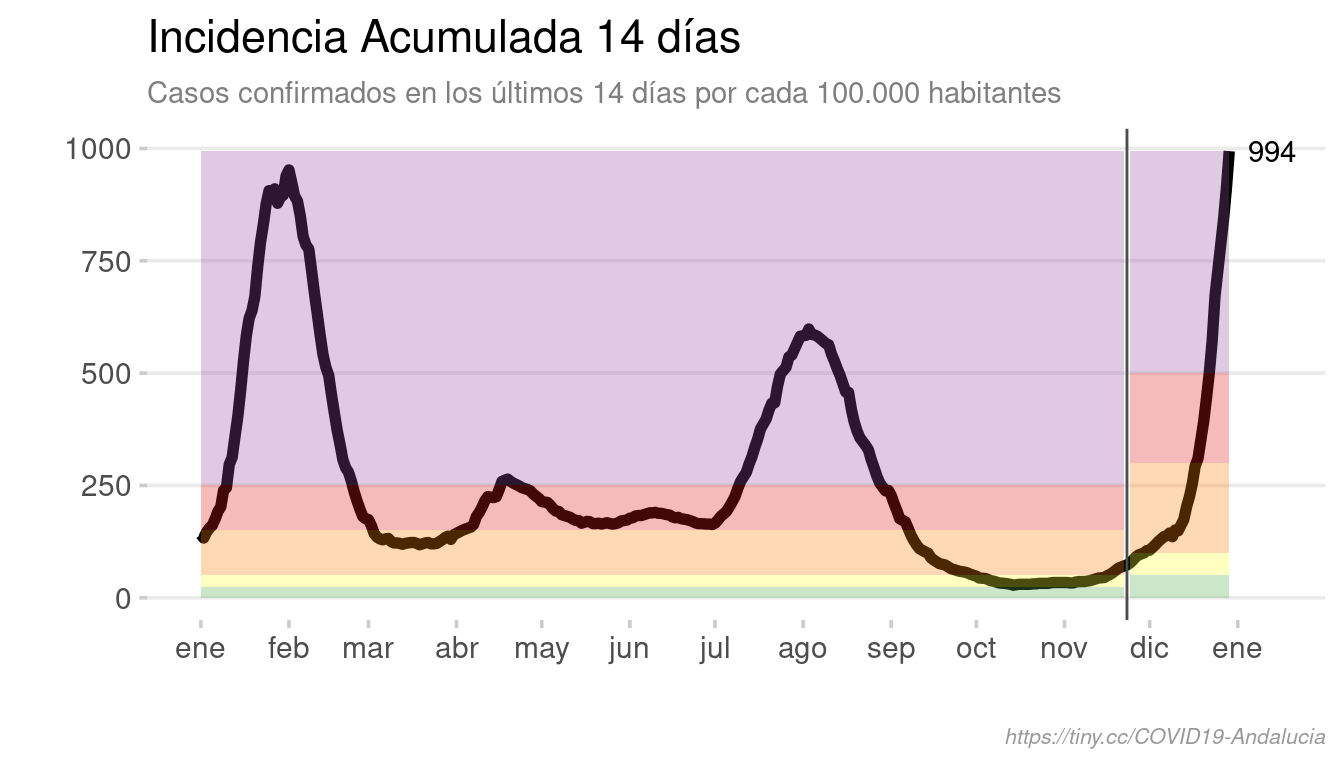 Incidencia Acumulada 14 días
Casos confirmados en los últimos 14 días por cada 100.000 habitantes
1000
994
750
500
250
0
ene feb mar abr may jun jul ago sep oct nov dic ene
https://tiny.cc/COVID19-Andalucia